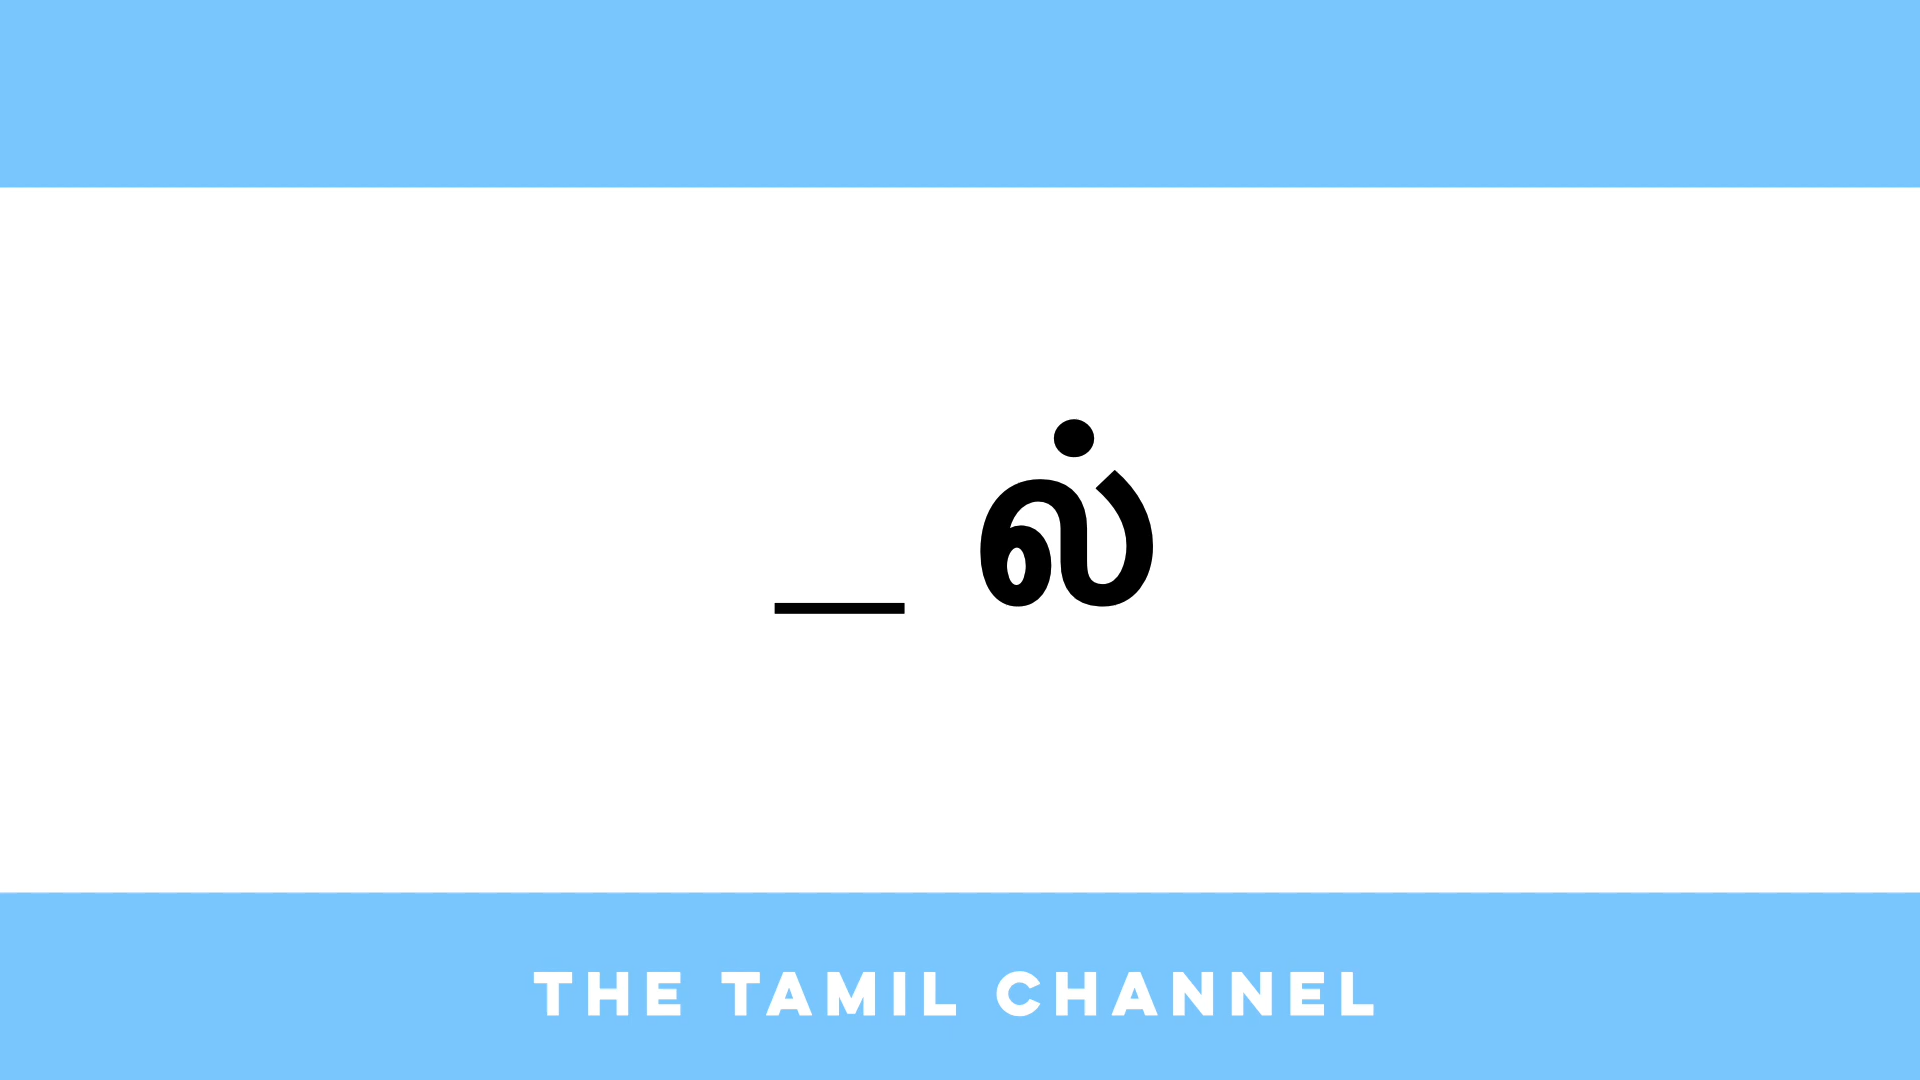 _ ல்
THE TAMIL CHANNEL